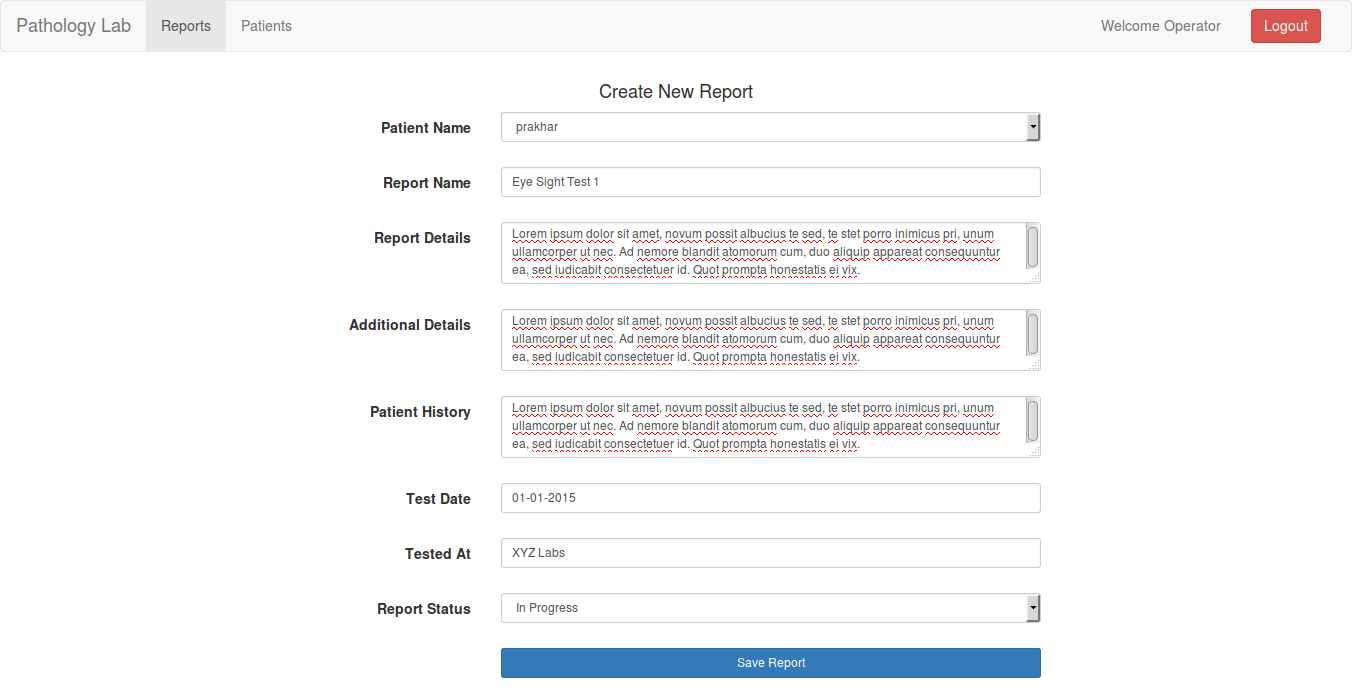 Pathology Lab Reports Patients Welcome Operator Logout
Create New Report
Patient Name prakhar
Report Name Eye Sight Test 1
Report Details Lorem ipsum dolor sit amet, novum possit albucius te sed, te stet porro inimicus pri, unum
ullamcorper ut nec. Ad nemore blandit atomorum cum, duo aliquip appareat consequuntur
ea, sed iudicabit consectetuer id. Quot prompta honestatis ei vix.
Additional Details Lorem ipsum dolor sit amet, novum possit albucius te sed, te stet porro inimicus pri, unum
ullamcorper ut nec. Ad nemore blandit atomorum cum, duo aliquip appareat consequuntur
ea, sed iudicabit consectetuer id. Quot prompta honestatis ei vix.
Patient History Lorem ipsum dolor sit amet, novum possit albucius te sed, te stet porro inimicus pri, unum
ullamcorper ut nec. Ad nemore blandit atomorum cum, duo aliquip appareat consequuntur
ea, sed iudicabit consectetuer id. Quot prompta honestatis ei vix.
Test Date 01-01-2015
Tested At XYZ Labs
Report Status In Progress
Save Report